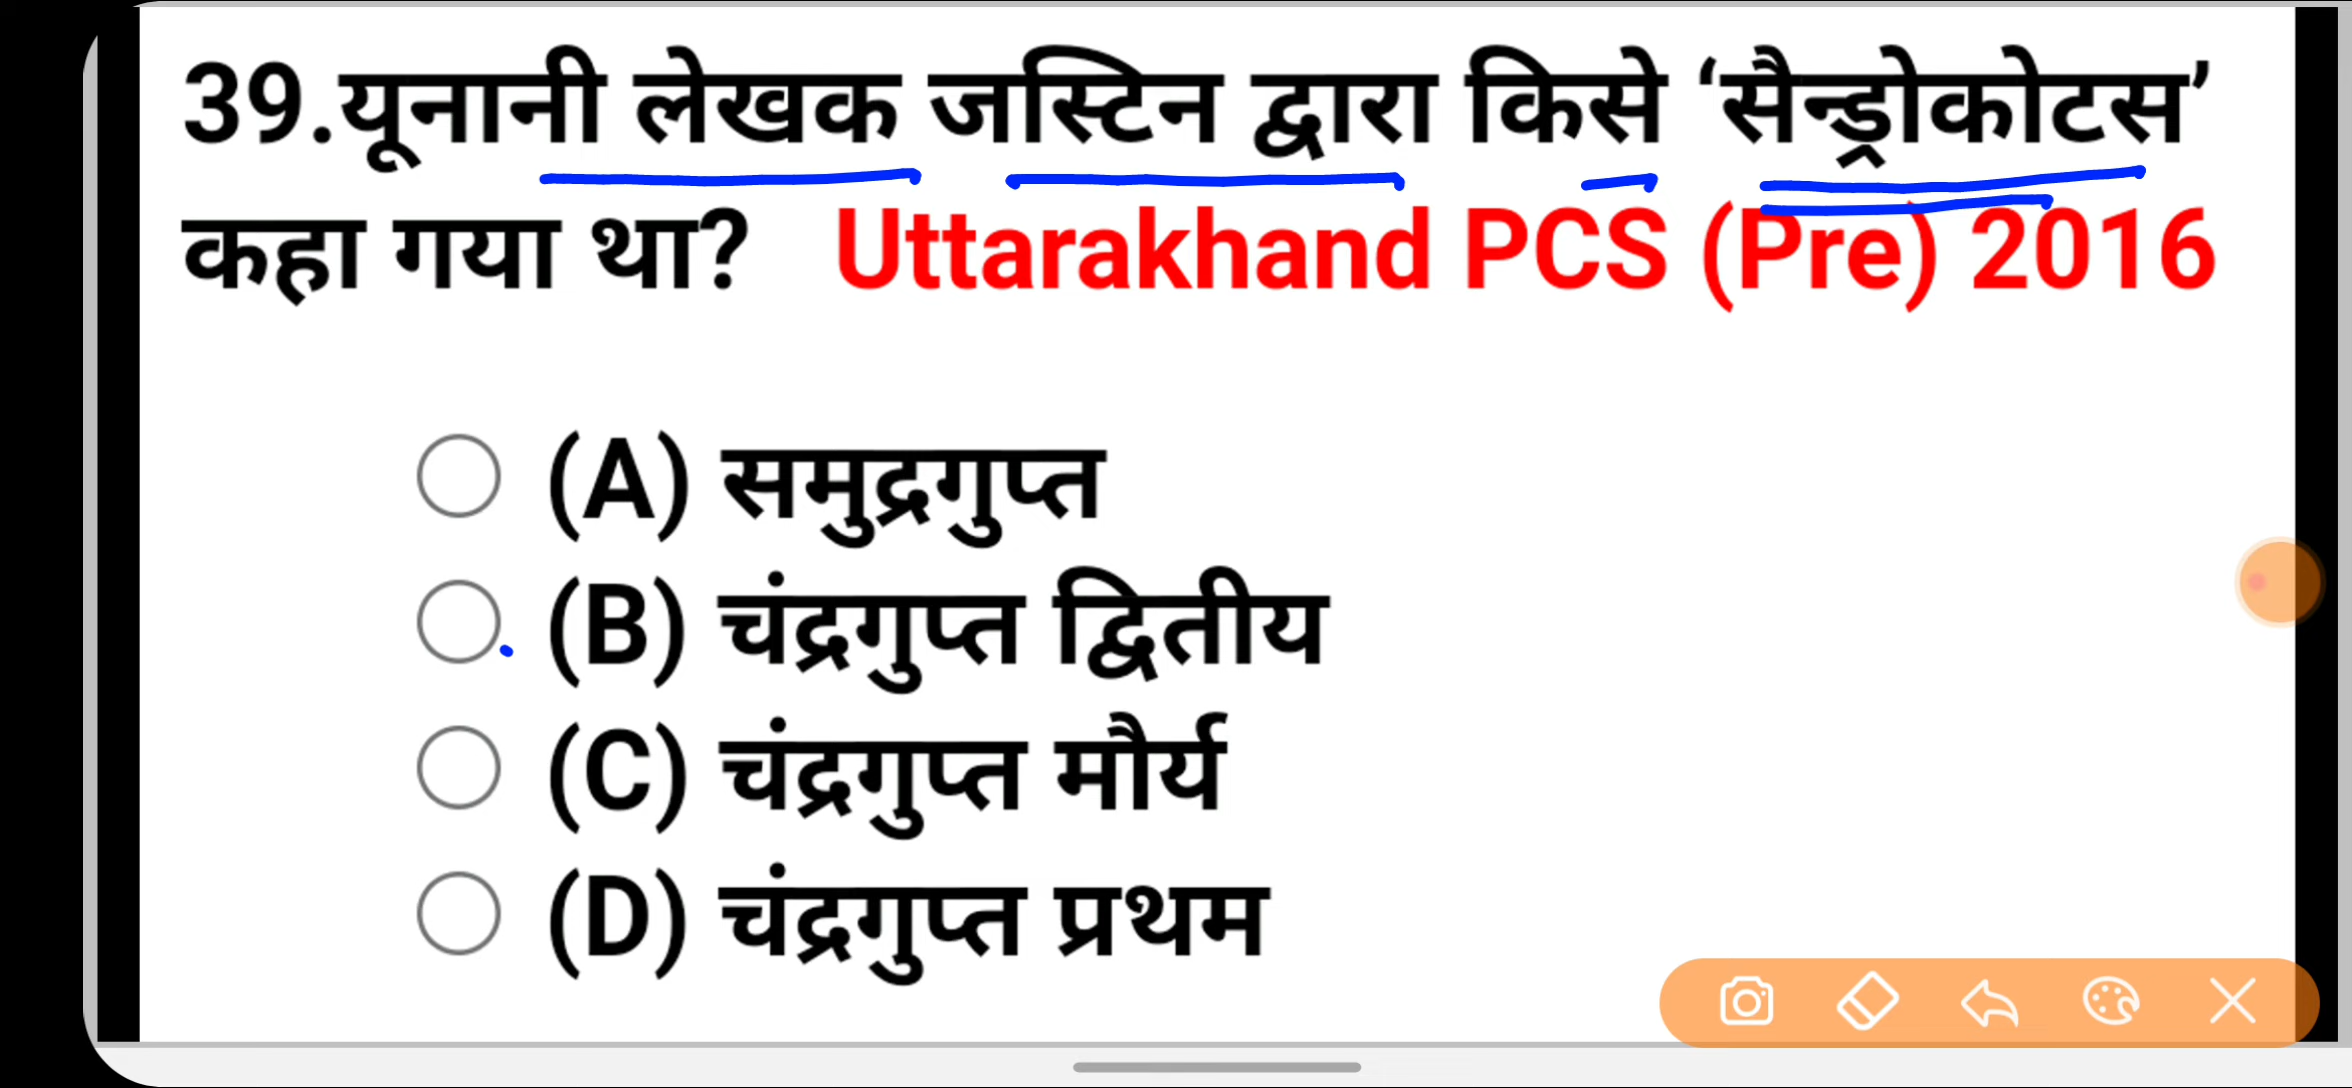 39.यूनानी लेखक जस्टिन द्वारा किसे ‘सैन्ड्रोकोटस’
कहा गया था? Uttarakhand PCS (Pre) 2016
(A) समुद्रगुप्त
(B) चंद्रगुप्त द्वितीय
(C) चंद्रगुप्त मौर्य
(D) चंद्रगुप्त प्रथम